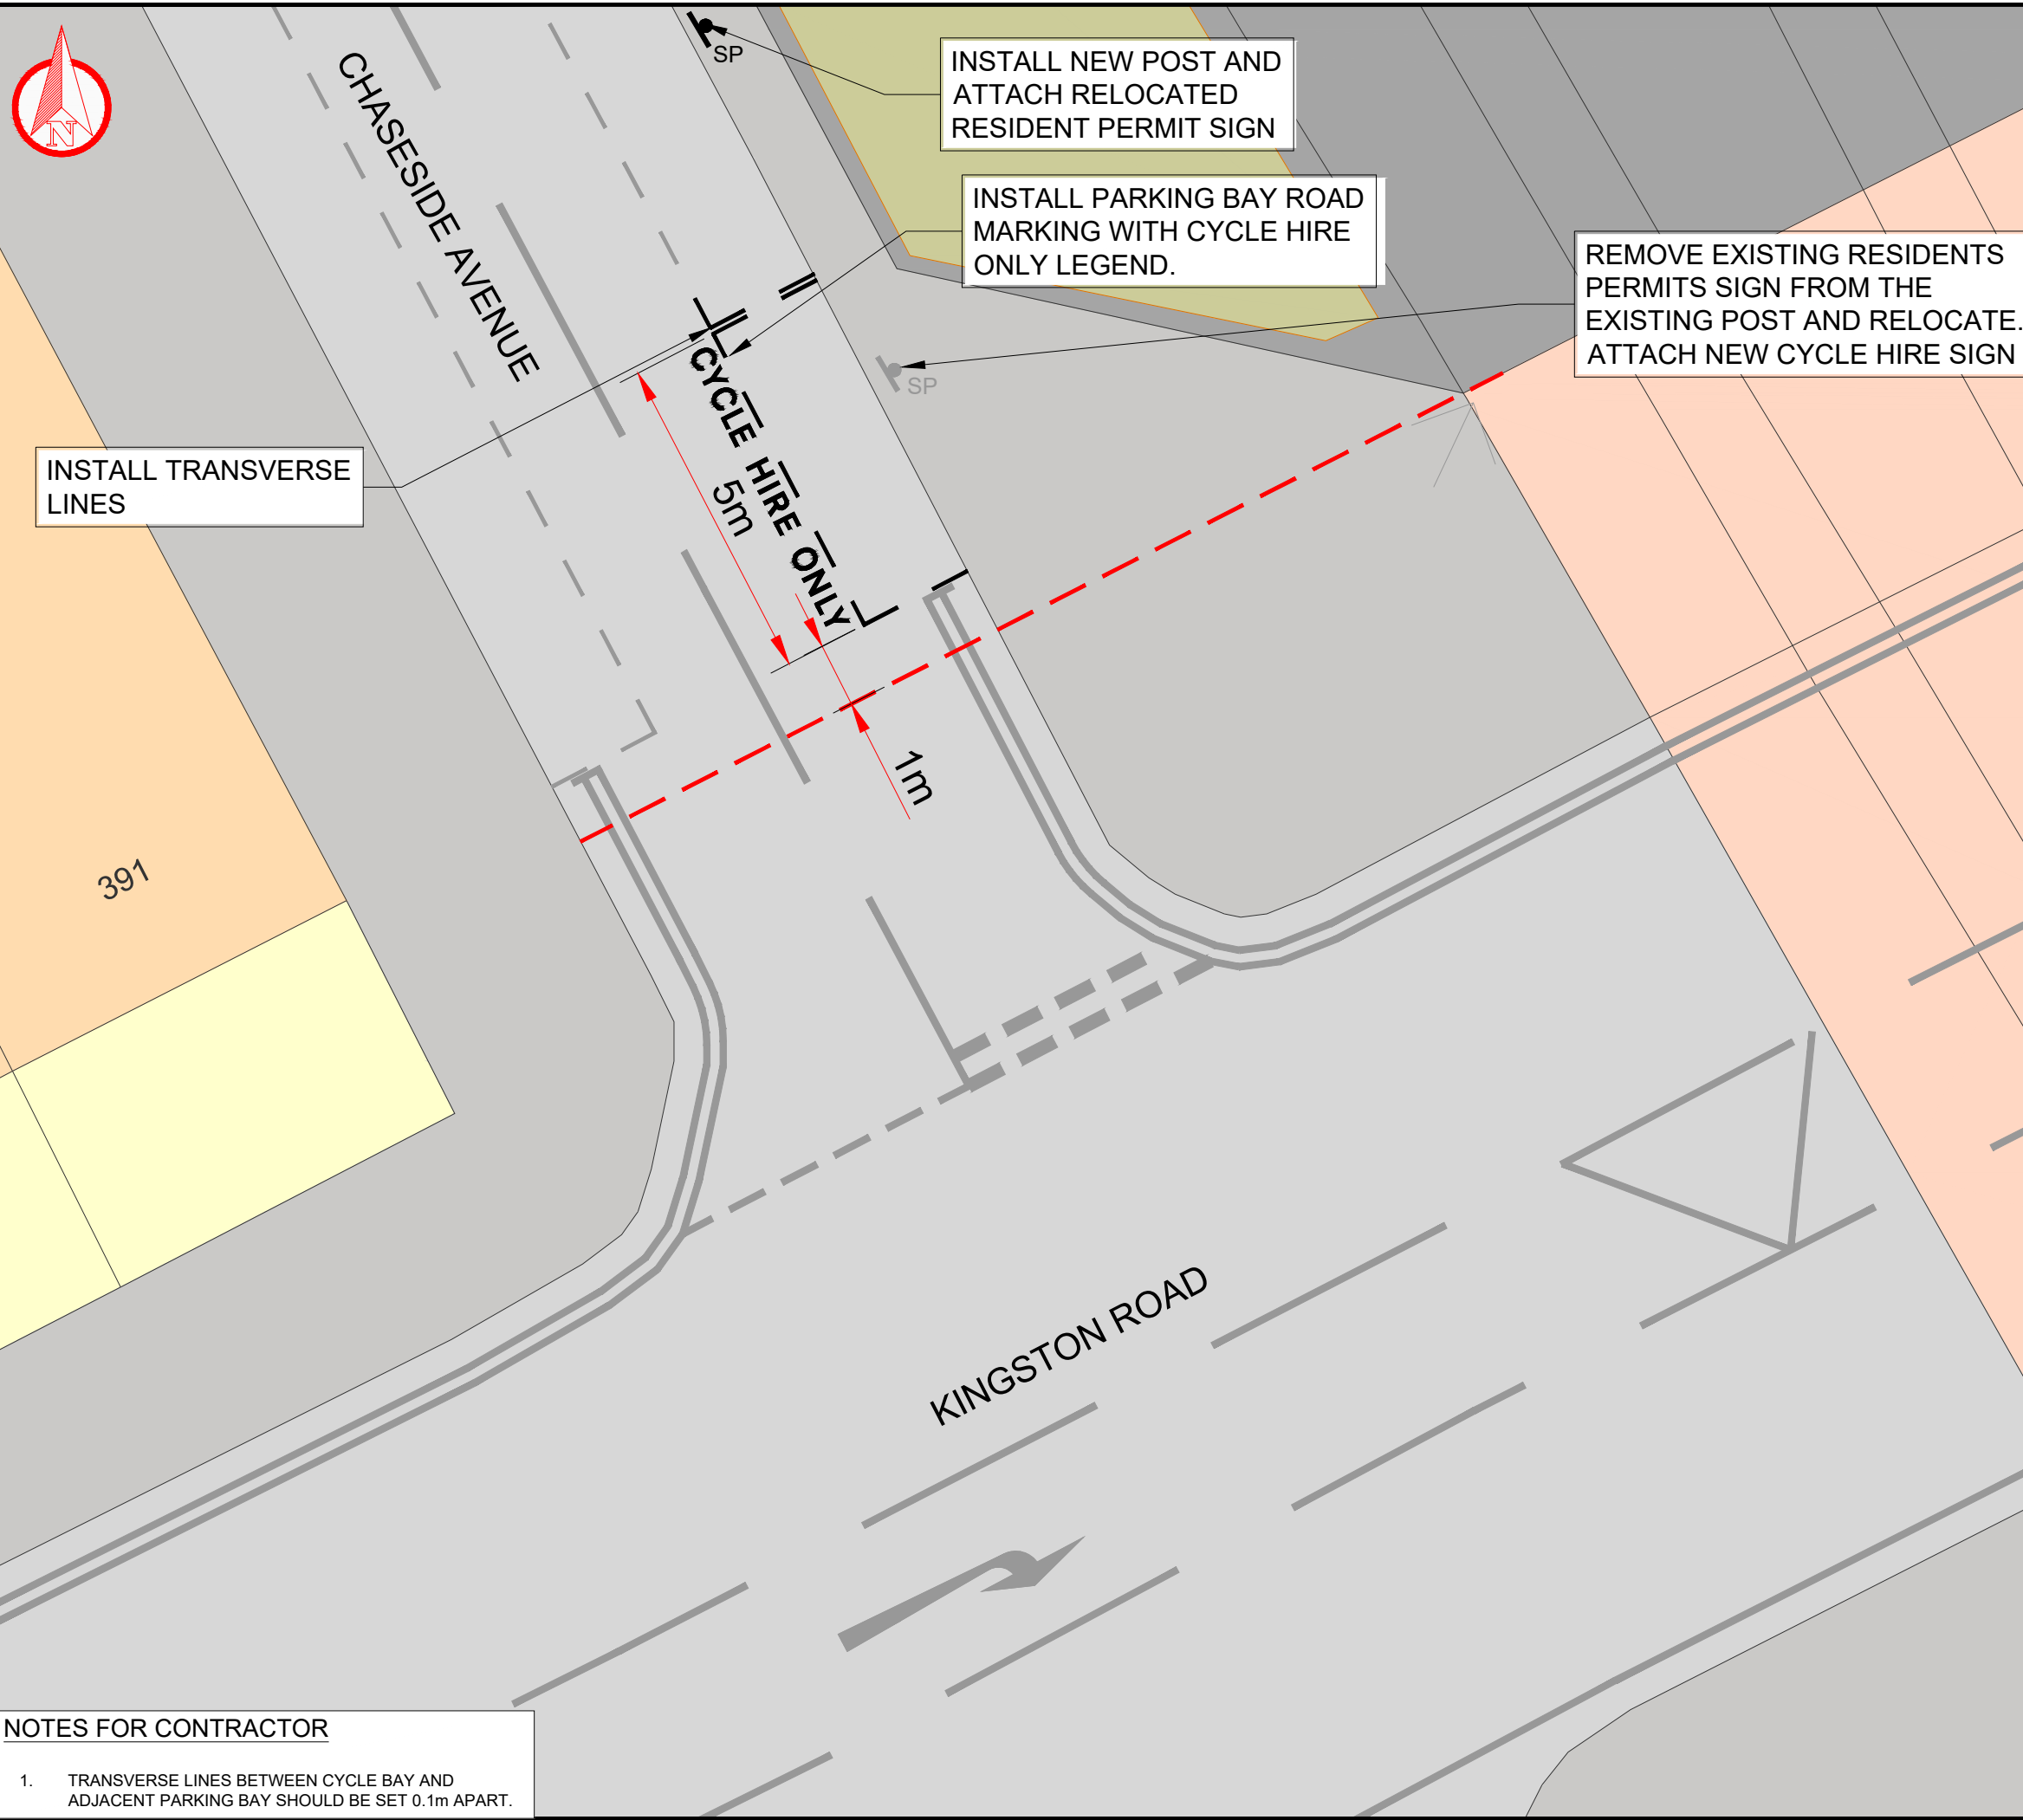 N
CHASESIDE AVENUE
SP
INSTALL NEW POST AND
ATTACH RELOCATED
RESIDENT PERMIT SIGN
INSTALL PARKING BAY ROAD
MARKING WITH CYCLE HIRE
ONLY LEGEND.
REMOVE EXISTING RESIDENTS
PERMITS SIGN FROM THE
EXISTING POST AND RELOCATE.
ATTACH NEW CYCLE HIRE SIGN
SP
CYCLE HIRE ONLY
5m
INSTALL TRANSVERSE
LINES
1m
391
KINGSTON ROAD
NOTES FOR CONTRACTOR
1. TRANSVERSE LINES BETWEEN CYCLE BAY AND
ADJACENT PARKING BAY SHOULD BE SET 0.1m APART.